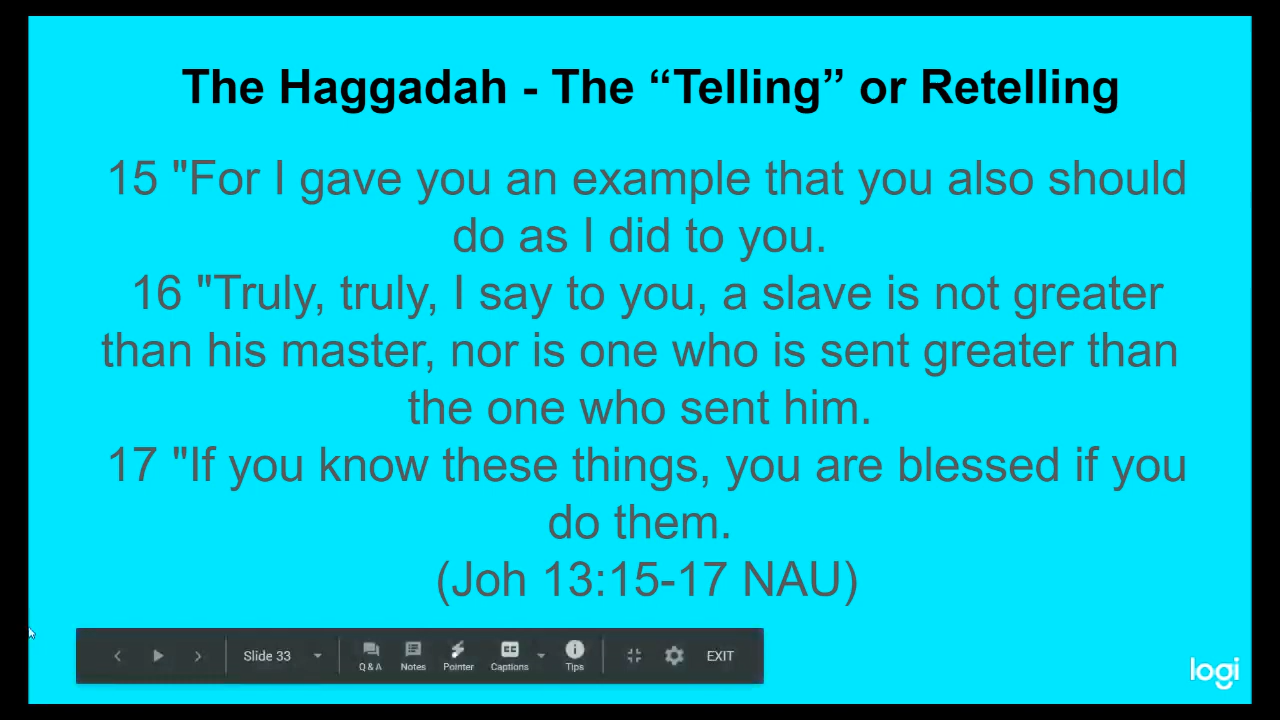 The Haggadah - The “Telling” or Retelling
15 "For I gave you an example that you also should
do as I did to you.
16 "Truly, truly, I say to you, a slave is not greater
than his master, nor is one who is sent greater than
the one who sent him.
17 "If you know these things, you are blessed if you
do them.
(Joh 13:15-17 NAU)
Slide 33
Q & A
Notes
Pointer
CC
Captions
Tips
EXIT
logi